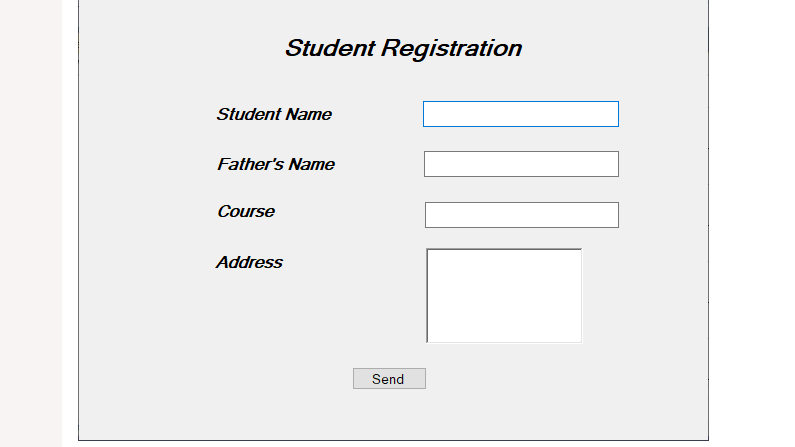 Student Registration
Student Name
Father's Name
Course
Address
Send